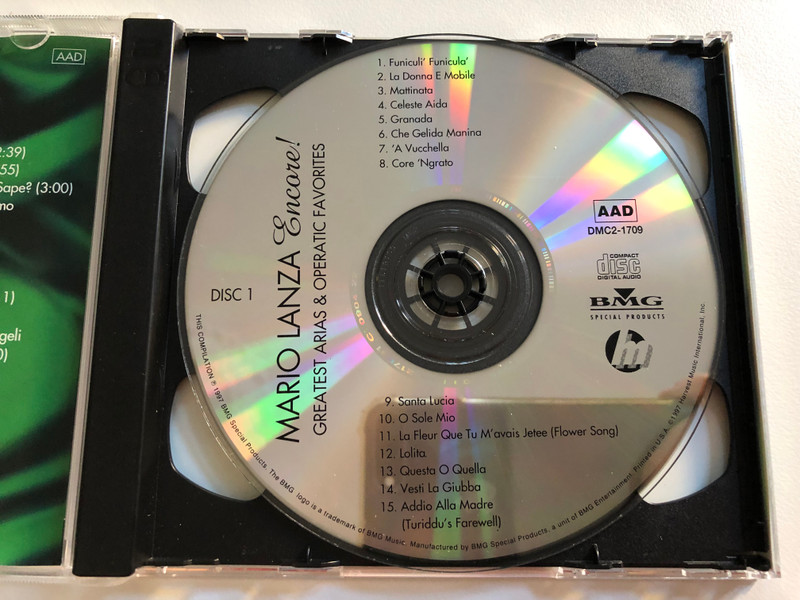 AAD
2:39)
55)
Sape? (3:00)
mo
1)
geli
0)
1. Funiculi' Funicula'
2. La Donna E Mobile
3. Mattinata
4. Celeste Aida
5. Granada
6. Che Gelida Manina
7. 'A Vucchella
8. Core 'Ngrato
MARIO LANZA Encore!
GREATEST ARIAS & OPERATIC FAVORITES
DISC 1
AAD
DMC2-1709
COMPACT
disc
DIGITAL AUDIO
BMG
SPECIAL PRODUCTS
9. Santa Lucia
10. O Sole Mio
11. La Fleur Que Tu M'avais Jetee (Flower Song)
12. Lolita
13. Questa O Quella
14. Vesti La Giubba
15. Addio Alla Madre
(Turiddu's Farewell)
THIS COMPILATION ℗ 1997 BMG Special Products. The BMG logo is a trademark of BMG Music. Manufactured by BMG Special Products, a unit of BMG Entertainment. Printed in U.S.A. ©1997 Harvest Music International, Inc